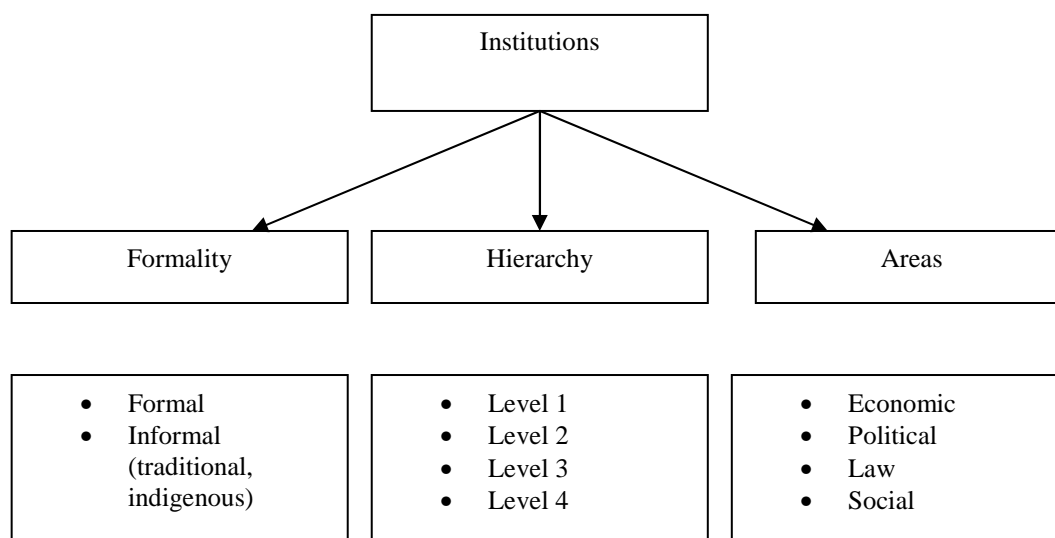 Institutions
Formality
Hierarchy
Areas
• Formal
• Informal
(traditional,
indigenous)
• Level 1
• Level 2
• Level 3
• Level 4
• Economic
• Political
• Law
• Social